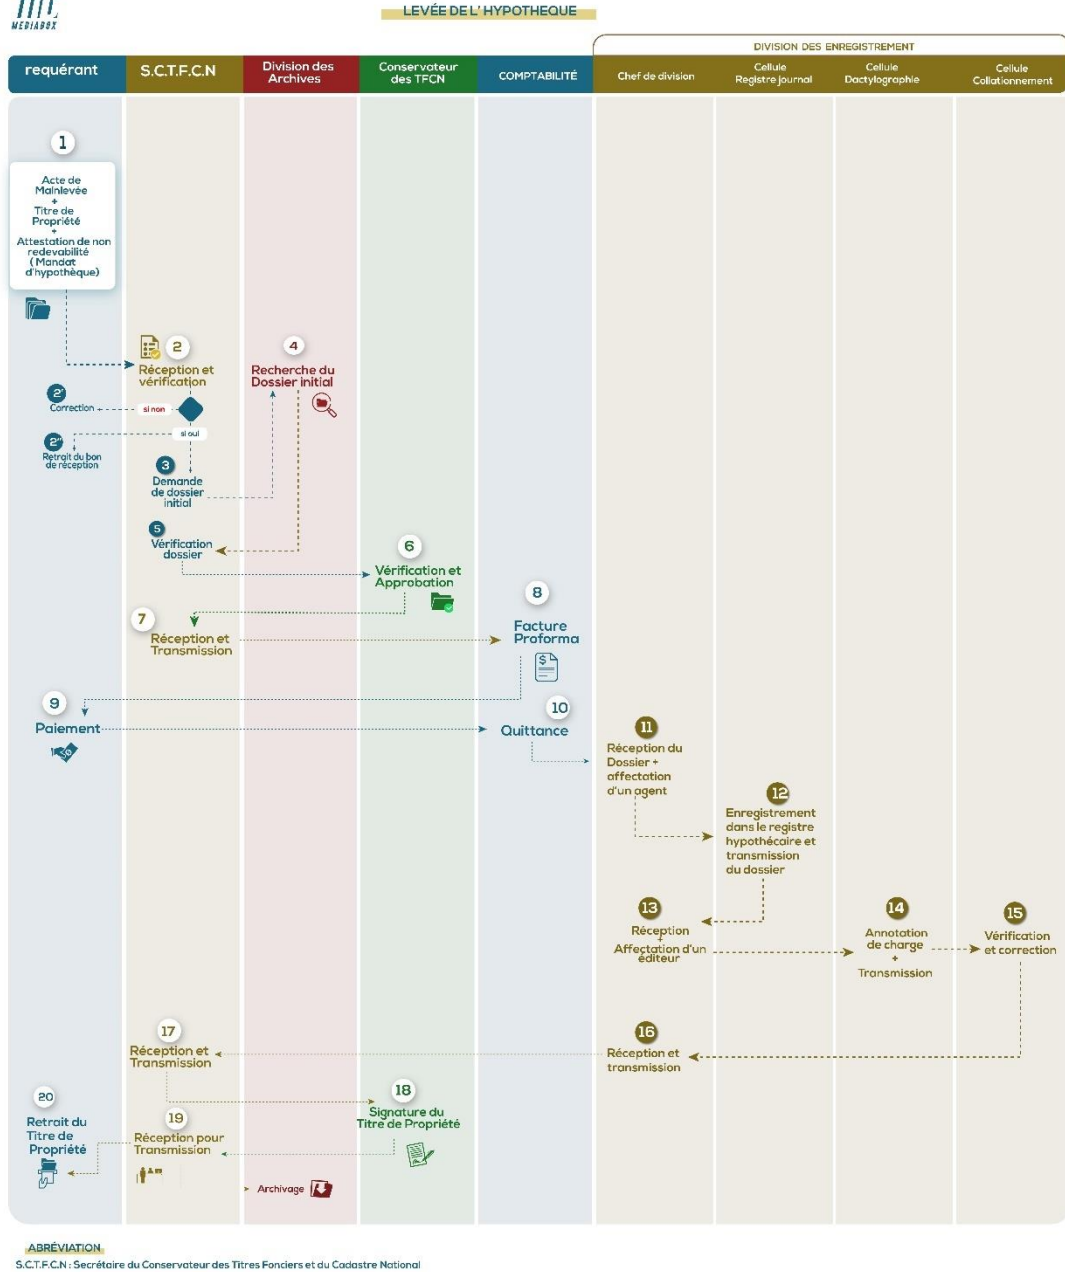 MEDIABOX
LEVÉE DE L' HYPOTHEQUE
DIVISION DES ENREGISTREMENT
requérant
S.C.T.F.C.N
Division des
Archives
Conservateur
des TFCN
COMPTABILITÉ
Chef de division
Cellule
Registre journal
Cellule
Dactylographie
Cellule
Collationnement
1
Acte de
Mainlevée
+
Titre de
Propriété
+
Attestation de non
redevabilité
( Mandat
d'hypothèque)
2
Réception et
vérification
4
Recherche du
Dossier initial
2'
Correction
si non
si oui
2"
Retrait du bon
de réception
3
Demande
de dossier
initial
5
Vérification
dossier
6
Vérification et
Approbation
7
Réception et
Transmission
8
Facture
Proforma
$
9
Paiement
10
Quittance
11
Réception du
Dossier +
affectation
d'un agent
12
Enregistrement
dans le registre
hypothécaire et
transmission
du dossier
13
Réception
+
Affectation d'un
éditeur
14
Annotation
de charge
+
Transmission
15
Vérification
et correction
16
Réception et
transmission
17
Réception et
Transmission
18
Signature du
Titre de Propriété
19
Réception pour
Transmission
20
Retrait du
Titre de
Propriété
Archivage
ABRÉVIATION
S.C.T.F.C.N : Secrétaire du Conservateur des Titres Fonciers et du Cadastre National